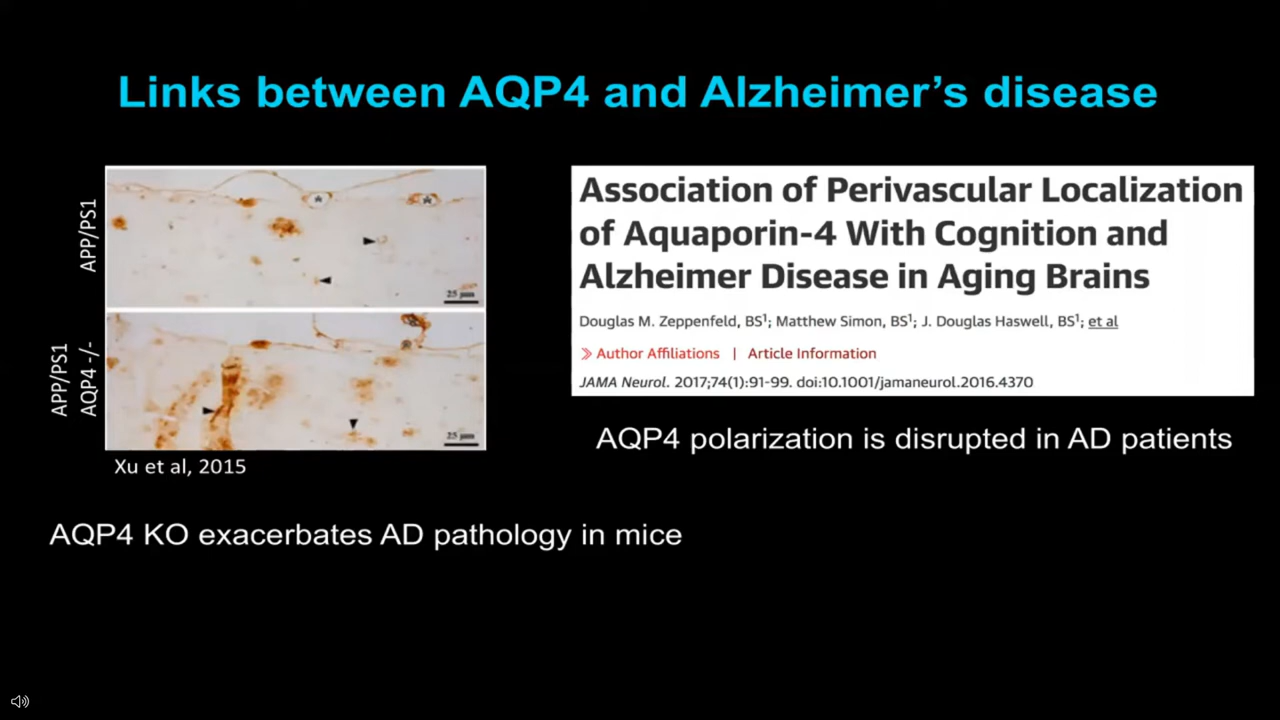 Links between AQP4 and Alzheimer’s disease
APP/PS1
25 μm
APP/PS1
AQP4 -/-
25 μm
Xu et al, 2015
AQP4 KO exacerbates AD pathology in mice
Association of Perivascular Localization
of Aquaporin-4 With Cognition and
Alzheimer Disease in Aging Brains
Douglas M. Zeppenfeld, BS¹; Matthew Simon, BS¹; J. Douglas Haswell, BS¹; et al
Author Affiliations | Article Information
JAMA Neurol. 2017;74(1):91-99. doi:10.1001/jamaneurol.2016.4370
AQP4 polarization is disrupted in AD patients